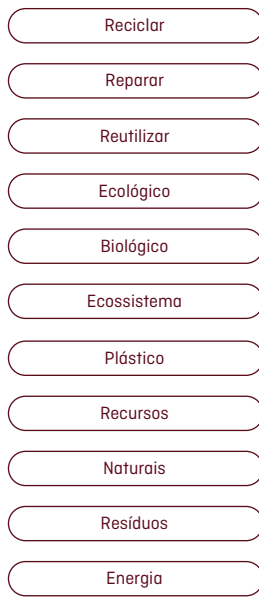 Reciclar
Reparar
Reutilizar
Ecológico
Biológico
Ecossistema
Plástico
Recursos
Naturais
Resíduos
Energia